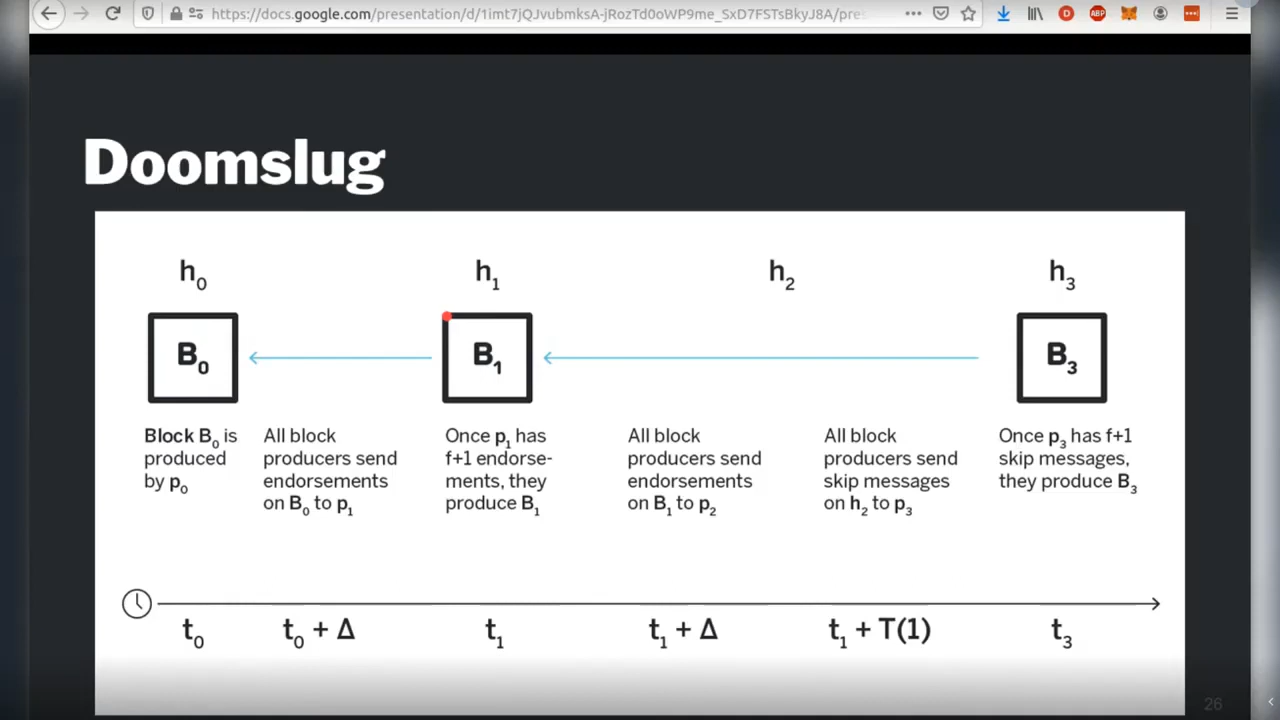 https://docs.google.com/presentation/d/1imt7jQJvubmksA-jRozTd0oWP9me_SxD7FSTsBkyJ8A/pres
D
ABP
Doomslug
h0
h1
h2
h3
B0
B1
B3
Block B0 is
produced
by p0
All block
producers send
endorsements
on B0 to p1
Once p1 has
f+1 endorse-
ments, they
produce B1
All block
producers send
endorsements
on B1 to p2
All block
producers send
skip messages
on h2 to p3
Once p3 has f+1
skip messages,
they produce B3
t0
t0 + Δ
t1
t1 + Δ
t1 + T(1)
t3
26